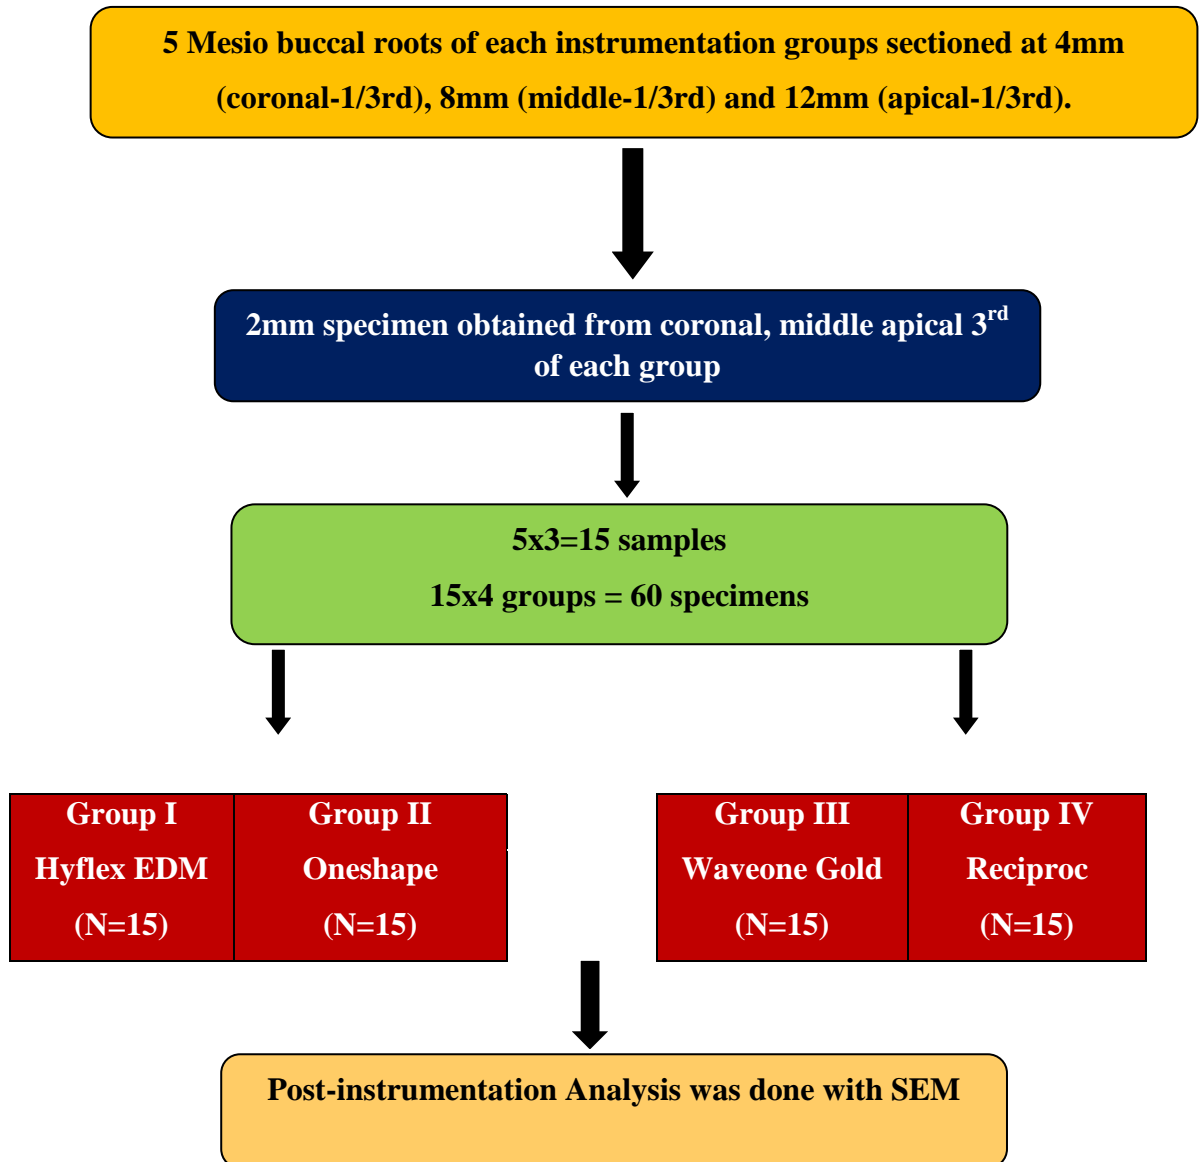 5 Mesio buccal roots of each instrumentation groups sectioned at 4mm
(coronal-1/3rd), 8mm (middle-1/3rd) and 12mm (apical-1/3rd).
2mm specimen obtained from coronal, middle apical 3rd
of each group
5x3=15 samples
15x4 groups = 60 specimens
Group I
Hyflex EDM
(N=15)
Group II
Oneshape
(N=15)
Group III
Waveone Gold
(N=15)
Group IV
Reciproc
(N=15)
Post-instrumentation Analysis was done with SEM